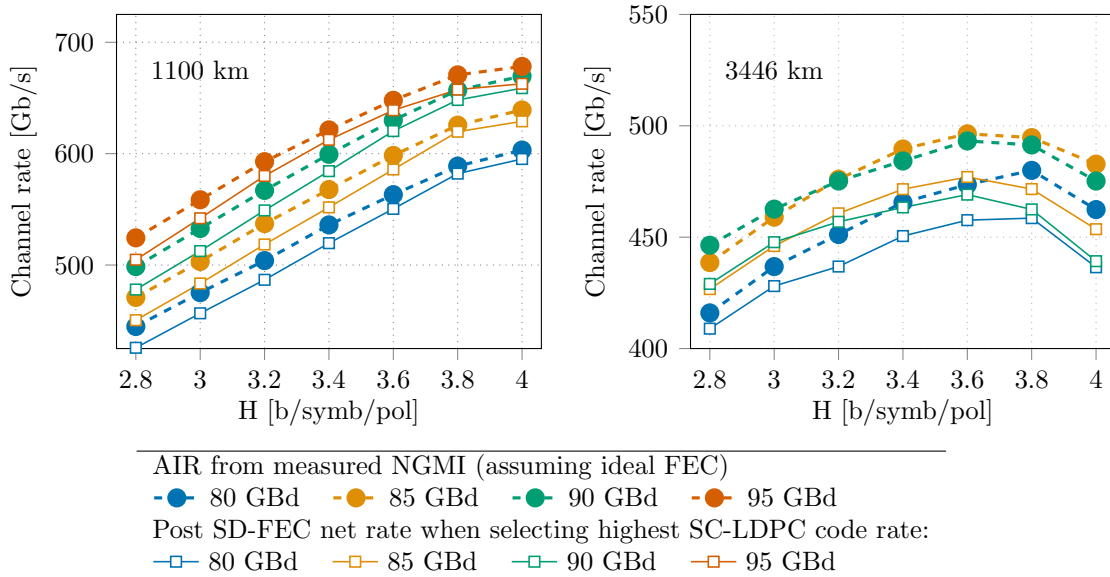 700
600
500
Channel rate [Gb/s]
1100 km
2.8 3 3.2 3.4 3.6 3.8 4
H [b/symb/pol]
550
500
450
400
Channel rate [Gb/s]
3446 km
2.8 3 3.2 3.4 3.6 3.8 4
H [b/symb/pol]
AIR from measured NGMI (assuming ideal FEC)
80 GBd 85 GBd 90 GBd 95 GBd
Post SD-FEC net rate when selecting highest SC-LDPC code rate:
80 GBd 85 GBd 90 GBd 95 GBd